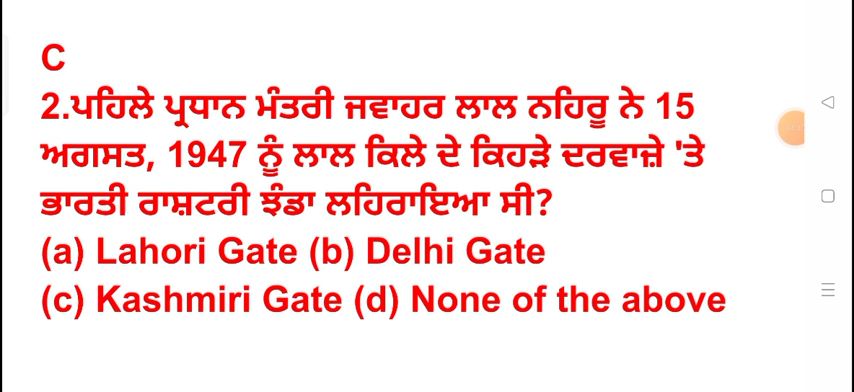 C
2.ਪਹਿਲੇ ਪ੍ਰਧਾਨ ਮੰਤਰੀ ਜਵਾਹਰ ਲਾਲ ਨਹਿਰੂ ਨੇ 15
ਅਗਸਤ, 1947 ਨੂੰ ਲਾਲ ਕਿਲੇ ਦੇ ਕਿਹੜੇ ਦਰਵਾਜ਼ੇ 'ਤੇ
ਭਾਰਤੀ ਰਾਸ਼ਟਰੀ ਝੰਡਾ ਲਹਿਰਾਇਆ ਸੀ?
(a) Lahori Gate (b) Delhi Gate
(c) Kashmiri Gate (d) None of the above